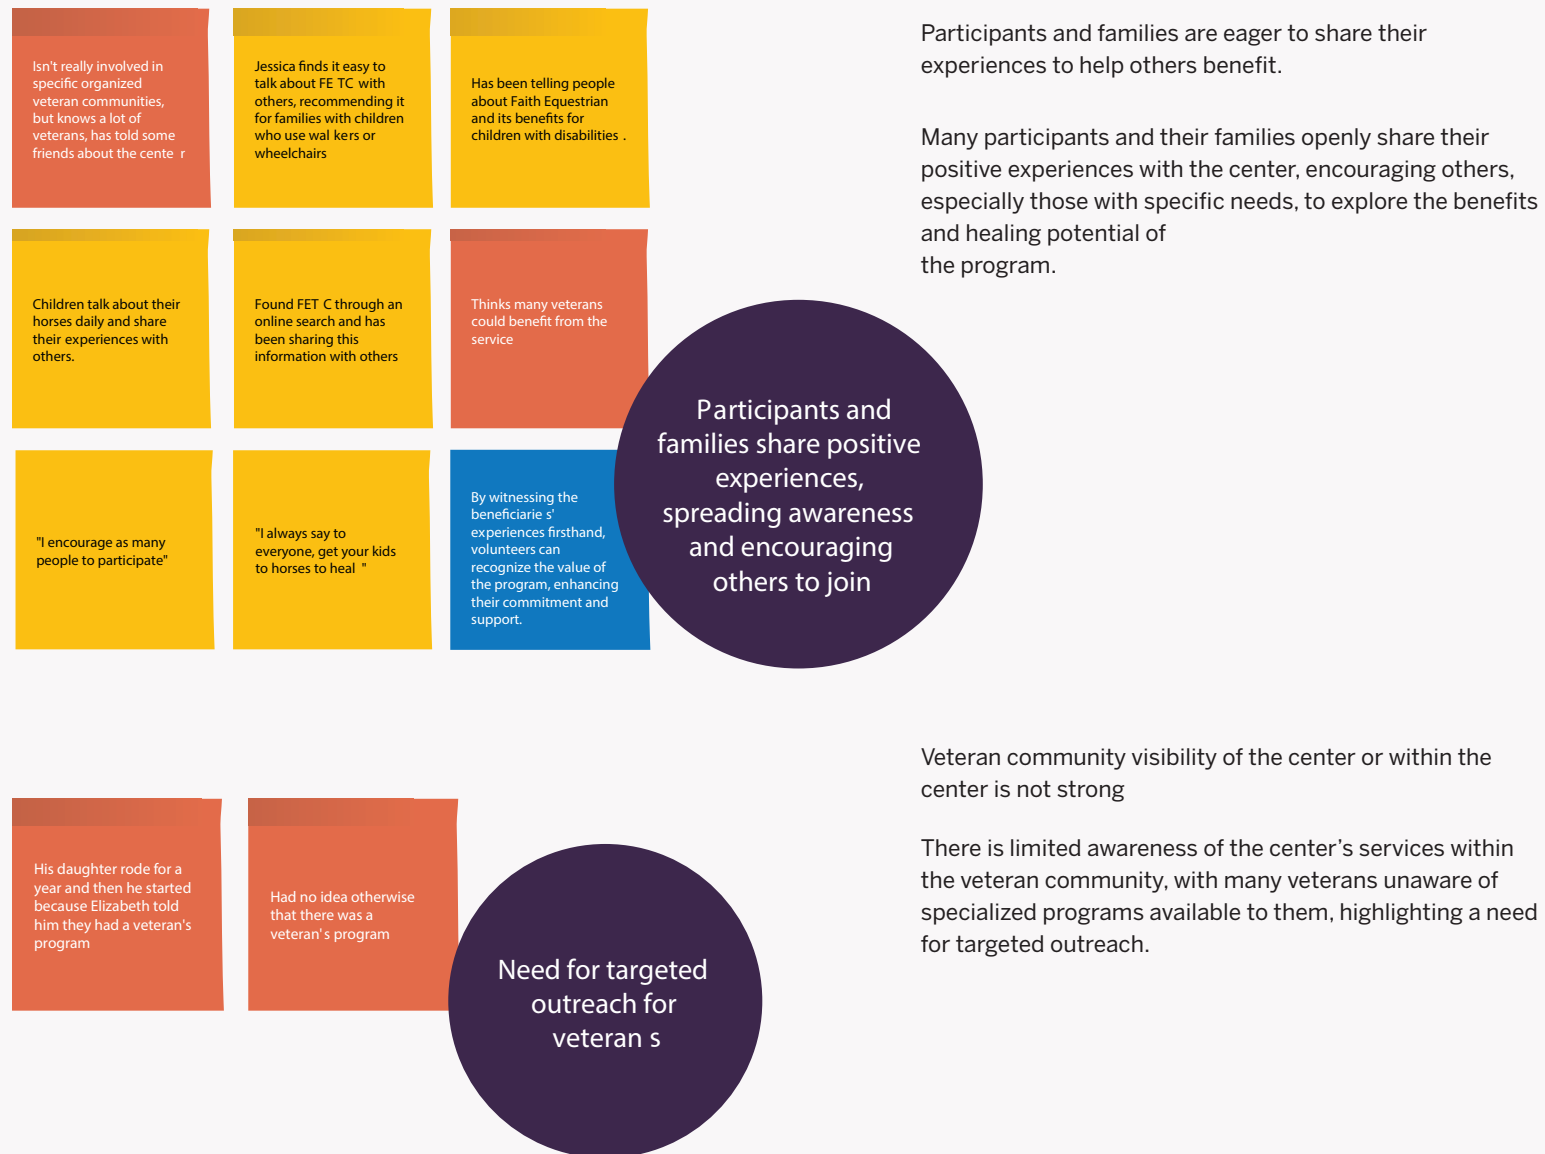 Isn't really involved in
specific organized
veteran communities,
but knows a lot of
veterans, has told some
friends about the cente r
Jessica finds it easy to
talk about FE TC with
others, recommending it
for families with children
who use wal kers or
wheelchairs
Has been telling people
about Faith Equestrian
and its benefits for
children with disabilities .
Participants and families are eager to share their
experiences to help others benefit.
Many participants and their families openly share their
positive experiences with the center, encouraging others,
especially those with specific needs, to explore the benefits
and healing potential of
the program.
Children talk about their
horses daily and share
their experiences with
others.
Found FET C through an
online search and has
been sharing this
information with others
Thinks many veterans
could benefit from the
service
"I encourage as many
people to participate"
"I always say to
everyone, get your kids
to horses to heal "
By witnessing the
beneficiarie s'
experiences firsthand,
volunteers can
recognize the value of
the program, enhancing
their commitment and
support.
Participants and
families share positive
experiences,
spreading awareness
and encouraging
others to join
Veteran community visibility of the center or within the
center is not strong
There is limited awareness of the center’s services within
the veteran community, with many veterans unaware of
specialized programs available to them, highlighting a need
for targeted outreach.
His daughter rode for a
year and then he started
because Elizabeth told
him they had a veteran's
program
Had no idea otherwise
that there was a
veteran's program
Need for targeted
outreach for
veteran s